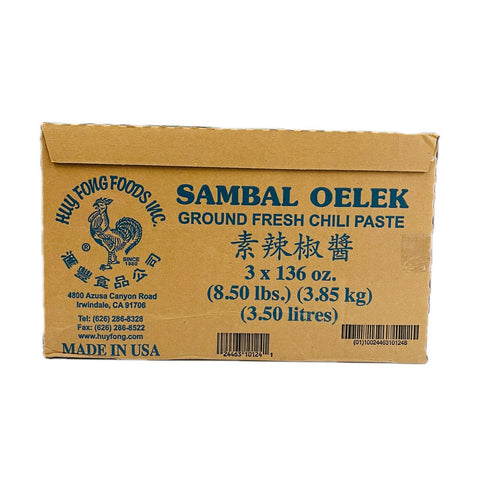 HUY FONG FOODS INC.
®
SINCE
1980
滙豐食品公司
4800 Azusa Canyon Road
Irwindale, CA 91706
Tel: (626) 286-8328
Fax: (626) 286-8522
www.huyfong.com
MADE IN USA
SAMBAL OELEK
GROUND FRESH CHILI PASTE
素辣椒醬
3 x 136 oz.
(8.50 lbs.) (3.85 kg)
(3.50 litres)
24463 10124 1
(01)10024463101248